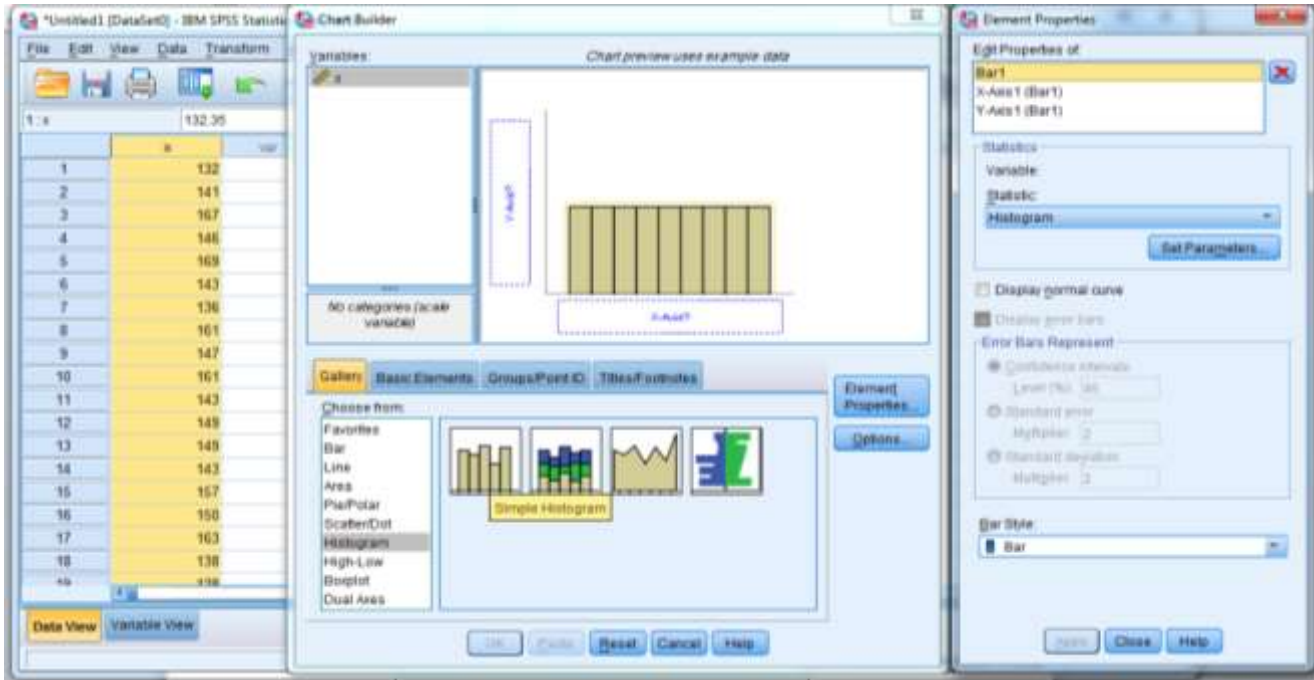 *Untitled1 [DataSet0] - IBM SPSS Statistic
File Edit View Data Transform
1 : x 132.35
x var
1 132
2 141
3 167
4 146
5 169
6 143
7 136
8 161
9 147
10 161
11 143
12 149
13 149
14 143
15 157
16 150
17 163
18 138
Data View Variable View
Chart Builder
Variables:
Chart preview uses example data
x
No categories (scale
variable)
Y-Axis?
X-Axis?
Gallery Basic Elements Groups/Point ID Titles/Footnotes
Choose from:
Favorites
Bar
Line
Area
Pie/Polar
Scatter/Dot
Histogram
High-Low
Boxplot
Dual Axes
Simple Histogram
Element
Properties...
Options...
OK Paste Reset Cancel Help
Element Properties
Edit Properties of:
Bar1
X-Axis1 (Bar1)
Y-Axis1 (Bar1)
Statistics
Variable:
Statistic:
Histogram
Set Parameters...
Display normal curve
Display error bars
Error Bars Represent
Confidence intervals
Level (%): 95
Standard error
Multiplier: 2
Standard deviation
Multiplier: 2
Bar Style:
Bar
Apply Close Help